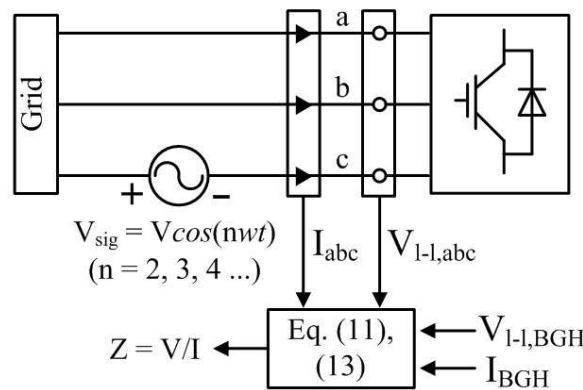 Grid
a
b
c
+ -
V_sig = Vcos(nwt)
(n = 2, 3, 4 ...)
I_abc
V_l-l,abc
Eq. (11),
(13)
Z = V/I
V_l-l,BGH
I_BGH